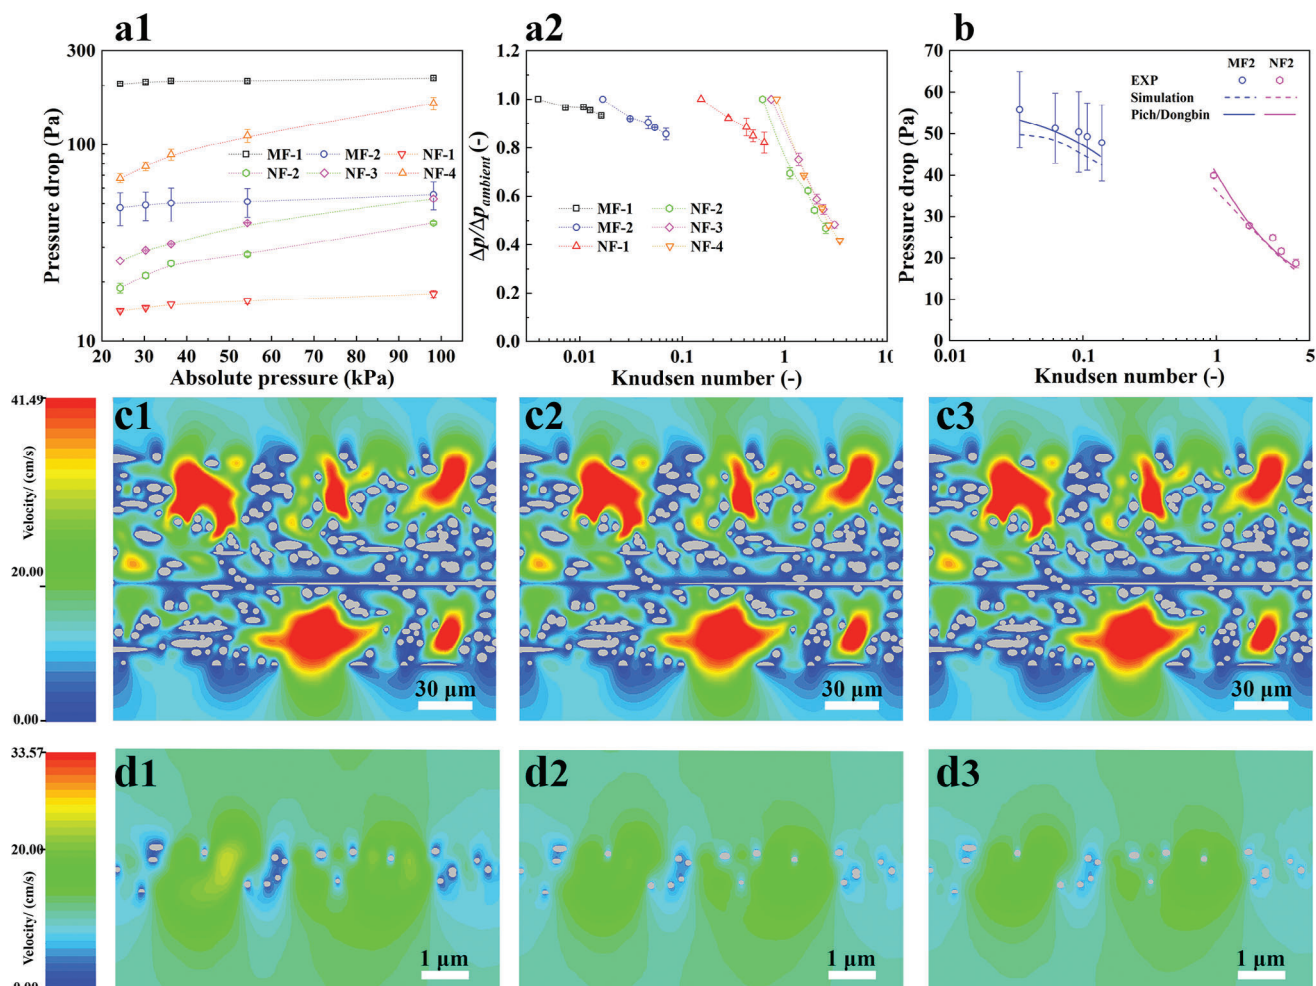 a1
300
100
10
Pressure drop (Pa)
MF-1 MF-2 NF-1
NF-2 NF-3 NF-4
20 30 40 50 60 70 80 90 100
Absolute pressure (kPa)
a2
1.2
1.0
0.8
0.6
0.4
0.2
0.0
Δp/Δp_ambient (-)
MF-1 NF-2
MF-2 NF-3
NF-1 NF-4
0.01 0.1 1 10
Knudsen number (-)
b
70
60
50
40
30
20
10
0
Pressure drop (Pa)
MF2 NF2
EXP
Simulation
Pich/Dongbin
0.01 0.1 1 5
Knudsen number (-)
41.49
20.00
0.00
Velocity/ (cm/s)
c1
30 μm
c2
30 μm
c3
30 μm
33.57
20.00
0.00
Velocity/ (cm/s)
d1
1 μm
d2
1 μm
d3
1 μm